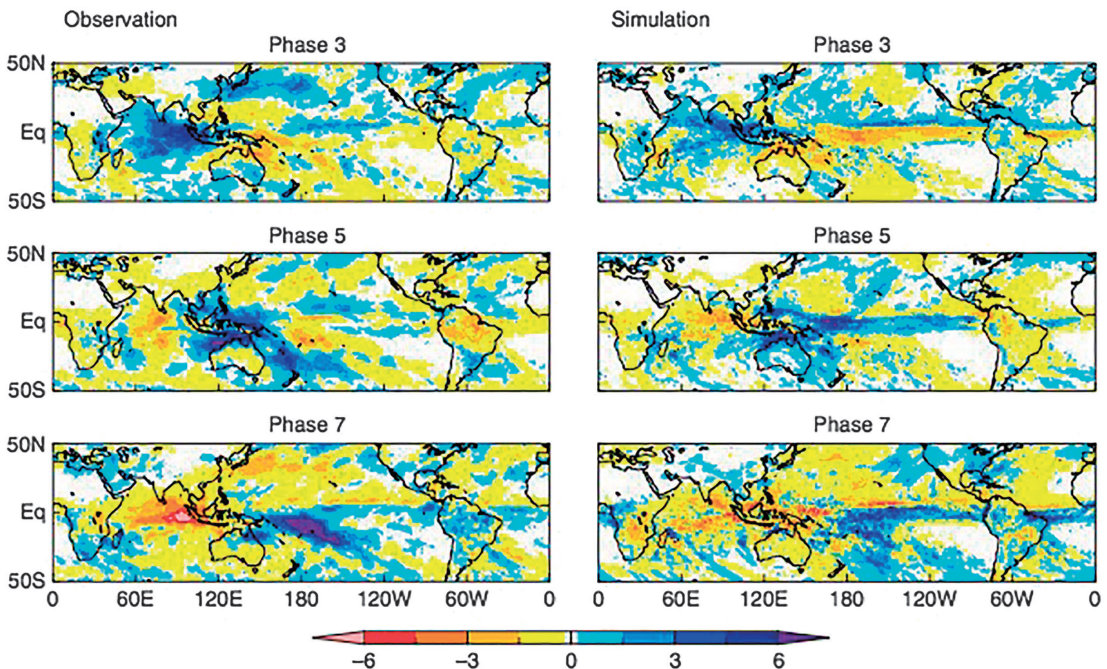 Observation Simulation
Phase 3 Phase 3
50N
Eq
50S
Phase 5 Phase 5
50N
Eq
50S
Phase 7 Phase 7
50N
Eq
50S
0 60E 120E 180 120W 60W 0 0 60E 120E 180 120W 60W 0
−6 −3 0 3 6